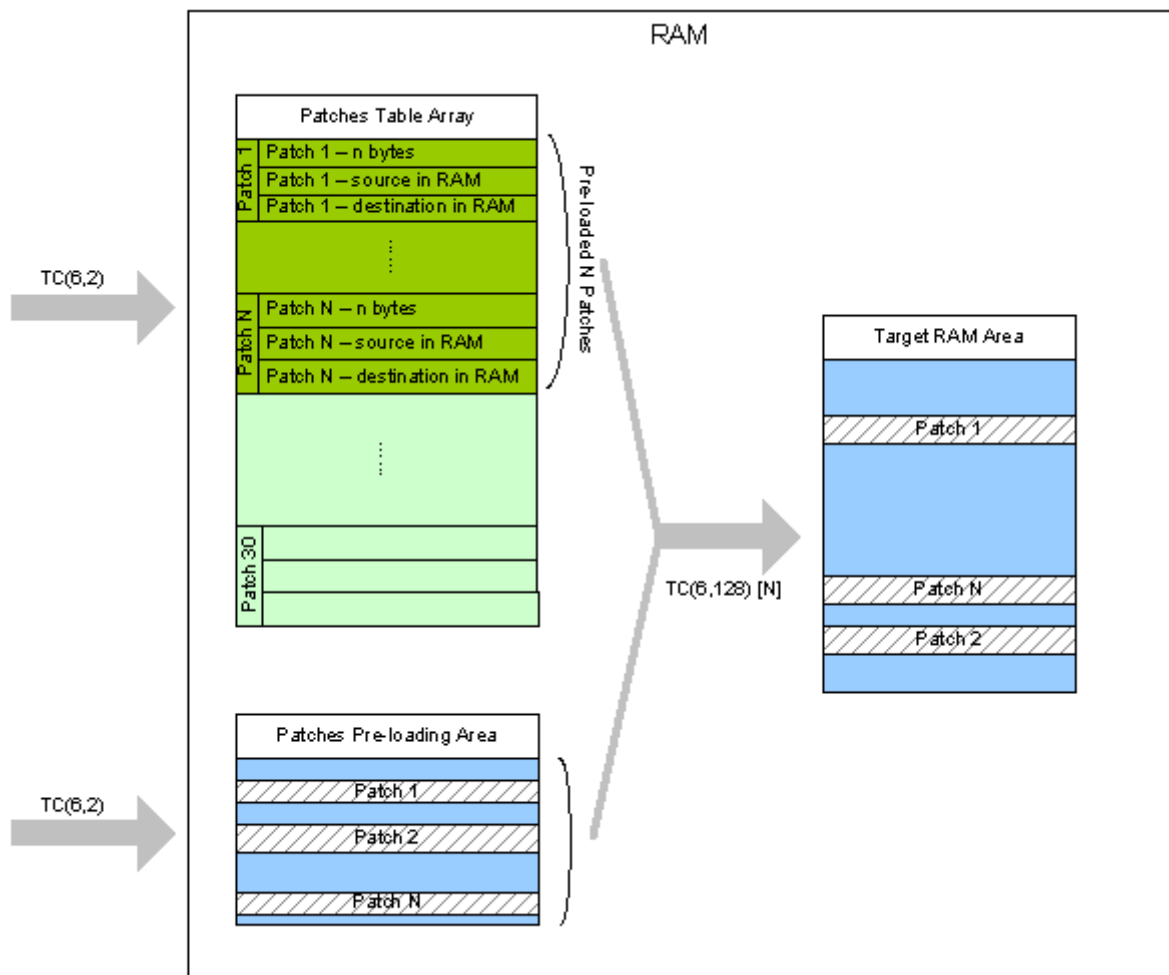 RAM
Patches Table Array
Patch 1
Patch 1 – n bytes
Patch 1 – source in RAM
Patch 1 – destination in RAM
Pre-loaded N Patches
TC(6,2)
Patch N
Patch N – n bytes
Patch N – source in RAM
Patch N – destination in RAM
Patch 30
Target RAM Area
Patch 1
Patch N
Patch 2
TC(6,128) [N]
Patches Pre-loading Area
TC(6,2)
Patch 1
Patch 2
Patch N